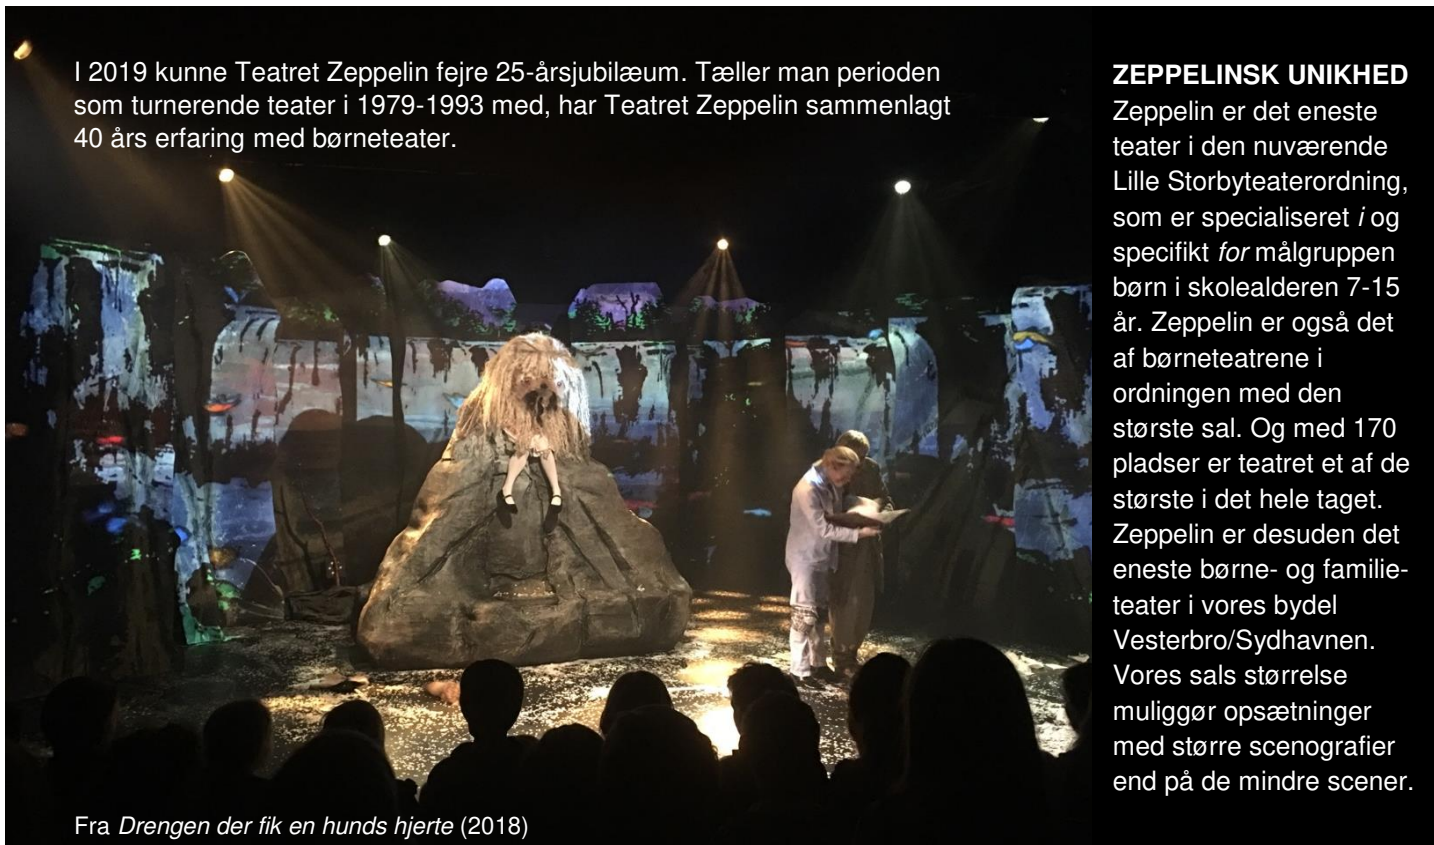 I 2019 kunne Teatret Zeppelin fejre 25-årsjubilæum. Tæller man perioden
som turnerende teater i 1979-1993 med, har Teatret Zeppelin sammenlagt
40 års erfaring med børneteater.
ZEPPELINSK UNIKHED
Zeppelin er det eneste
teater i den nuværende
Lille Storbyteaterordning,
som er specialiseret i og
specifikt for målgruppen
børn i skolealderen 7-15
år. Zeppelin er også det
af børneteatrene i
ordningen med den
største sal. Og med 170
pladser er teatret et af de
største i det hele taget.
Zeppelin er desuden det
eneste børne- og familie-
teater i vores bydel
Vesterbro/Sydhavnen.
Vores sals størrelse
muliggør opsætninger
med større scenografier
end på de mindre scener.
Fra Drengen der fik en hunds hjerte (2018)